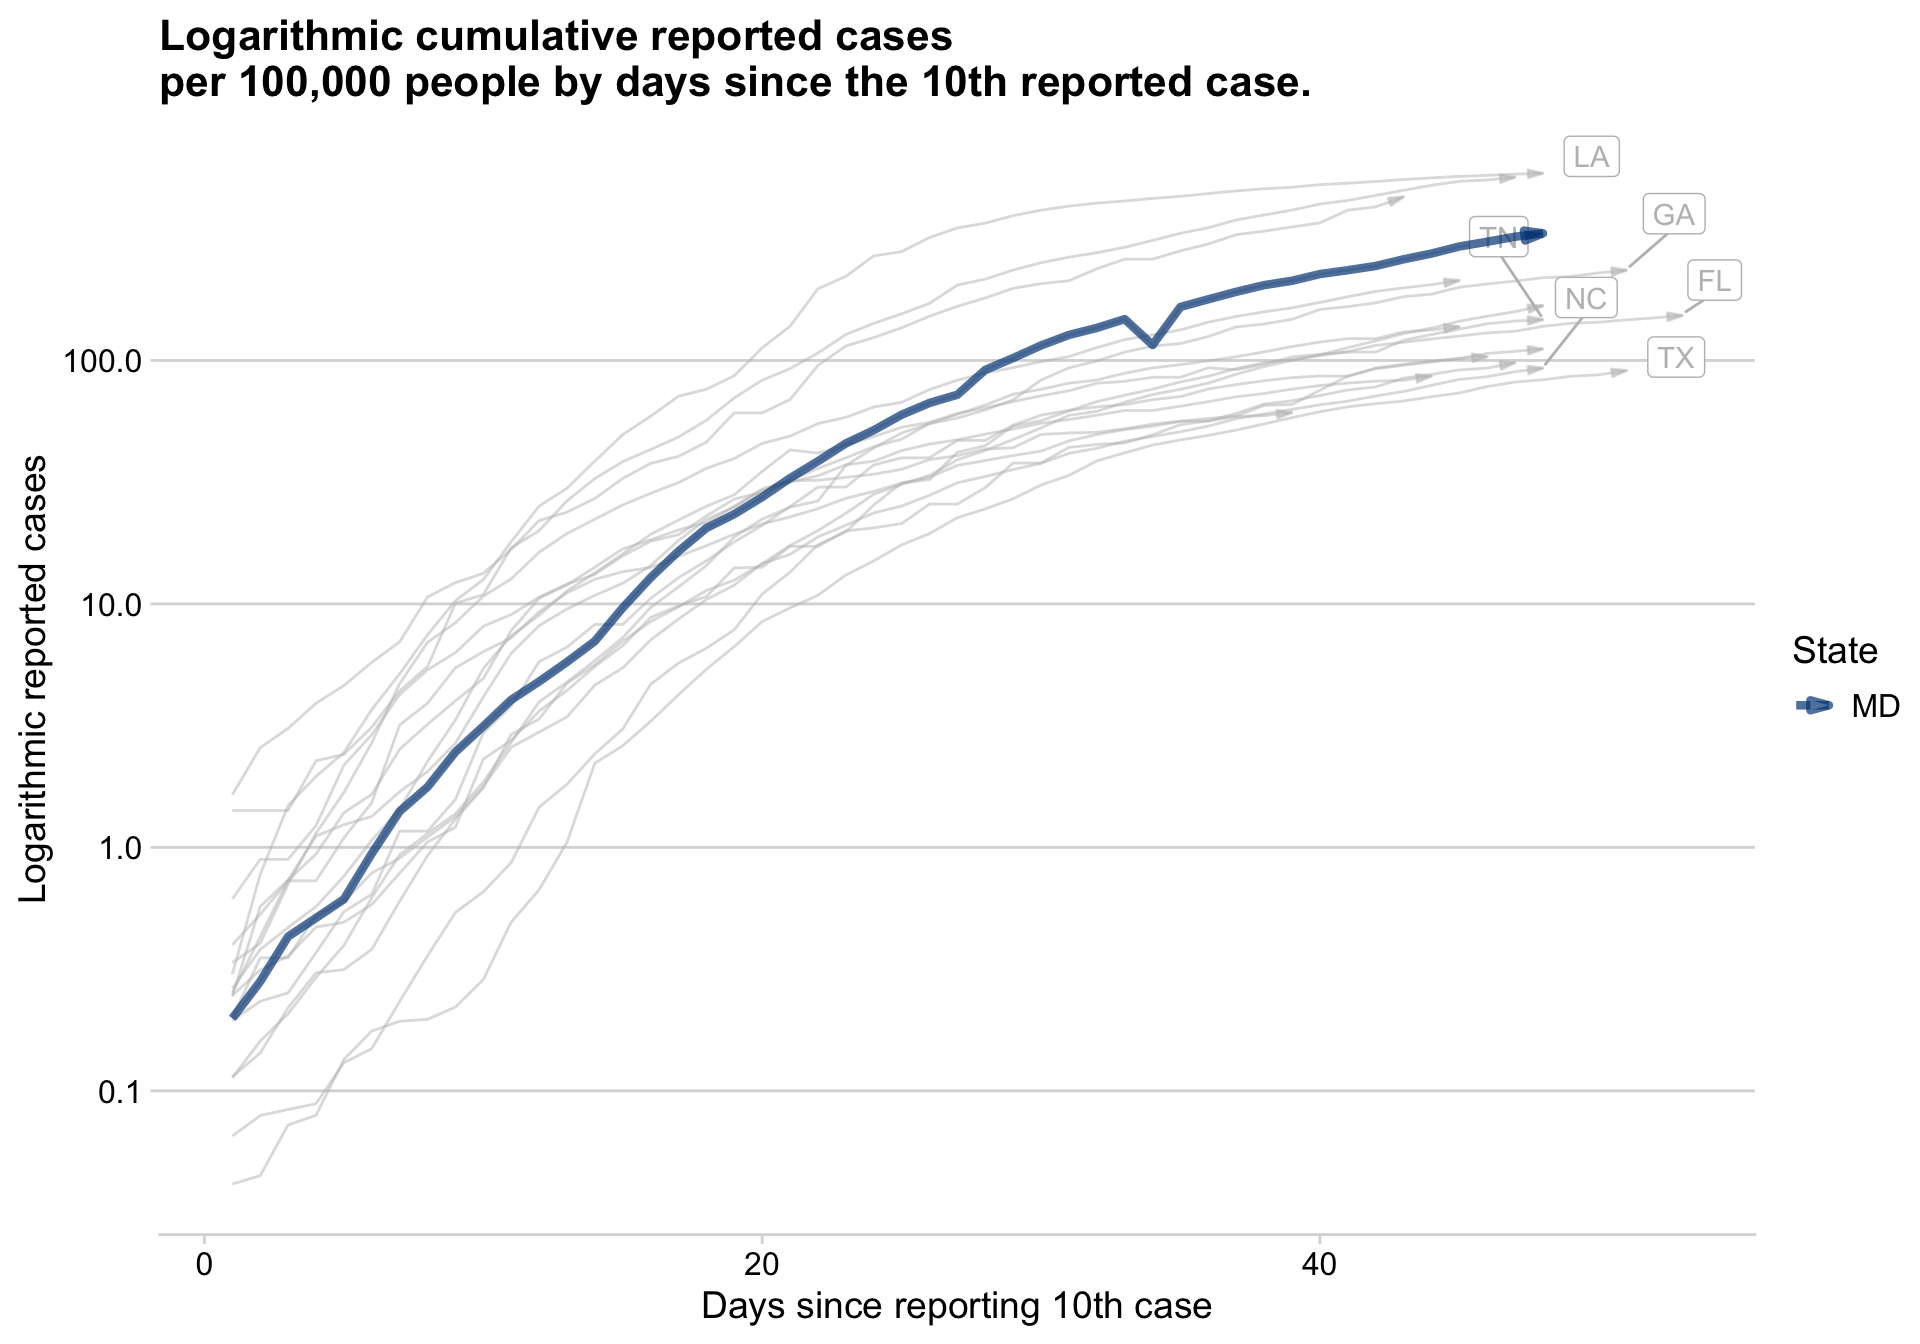 Logarithmic cumulative reported cases
per 100,000 people by days since the 10th reported case.
LA
GA
TN
FL
NC
TX
100.0
10.0
1.0
0.1
Logarithmic reported cases
State
MD
0
20
40
Days since reporting 10th case